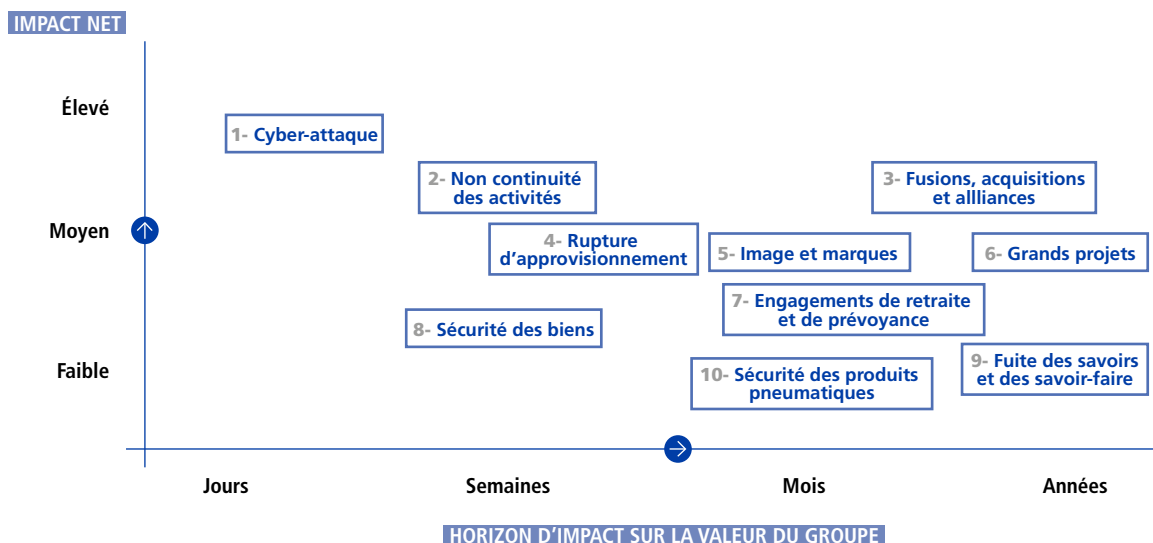 IMPACT NET
Élevé
1- Cyber-attaque
2- Non continuité
des activités
3- Fusions, acquisitions
et allliances
Moyen
4- Rupture
d'approvisionnement
5- Image et marques
6- Grands projets
7- Engagements de retraite
et de prévoyance
8- Sécurité des biens
Faible
9- Fuite des savoirs
et des savoir-faire
10- Sécurité des produits
pneumatiques
Jours
Semaines
Mois
Années
HORIZON D'IMPACT SUR LA VALEUR DU GROUPE